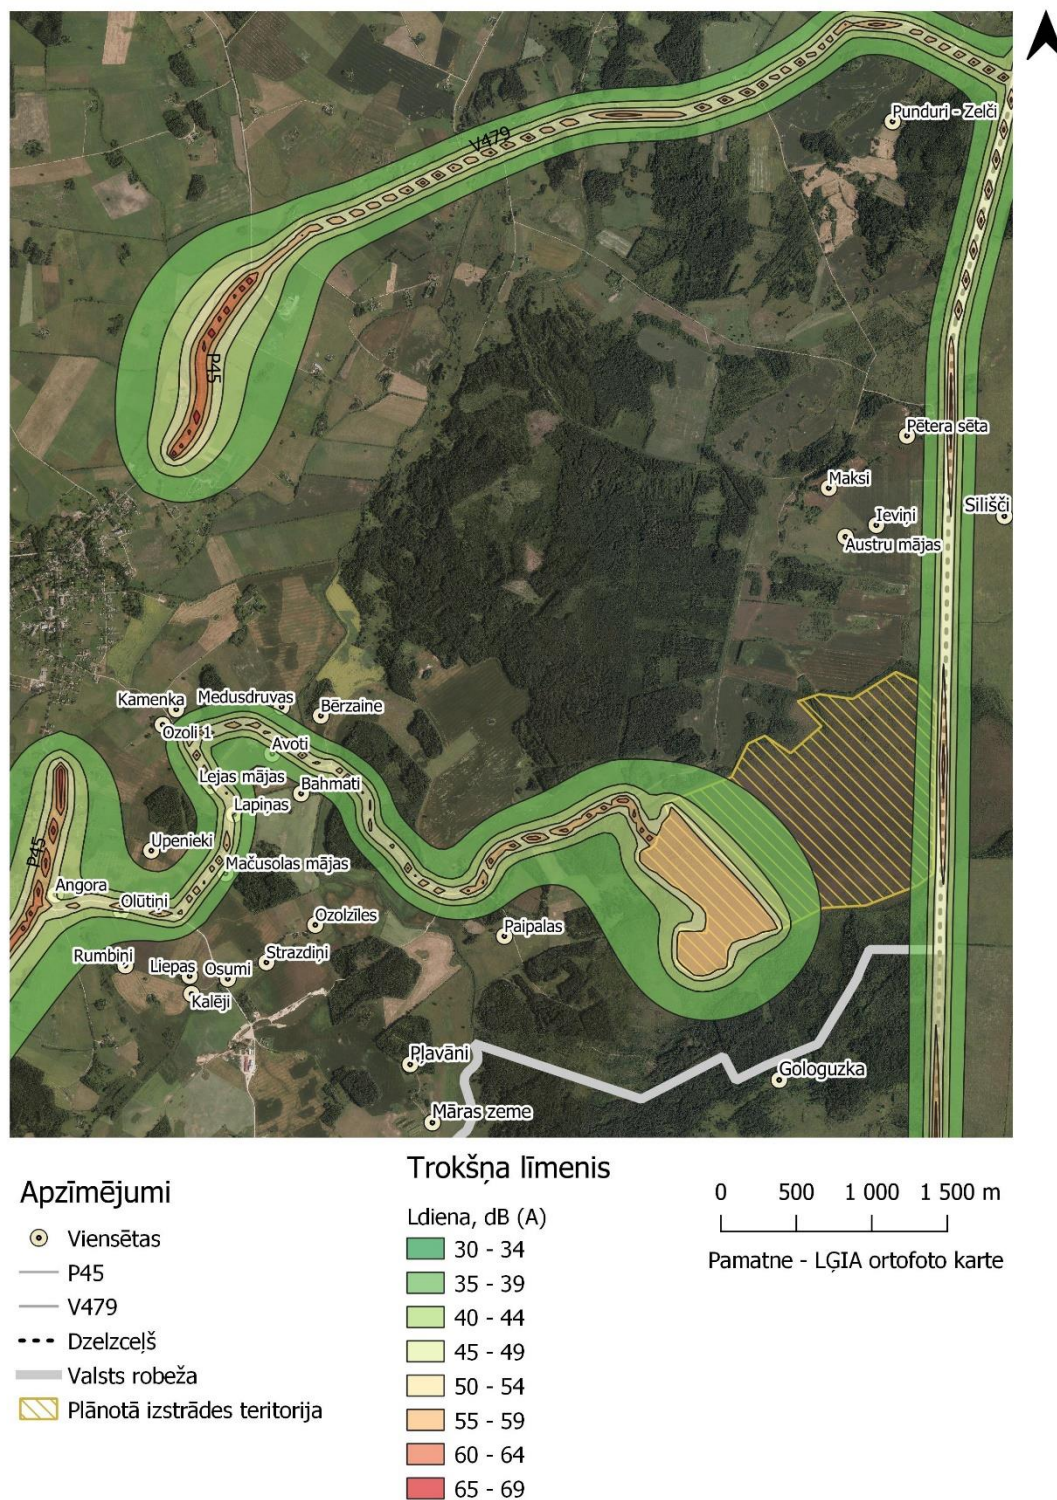 Punduri - Zelči
V479
P45
Pētera sēta
Maksi
Silišči
Ieviņi
Austru mājas
Kamenka
Medusdruvas
Bērzaine
Ozoli 1
Avoti
Lejas mājas
Bahmati
Lapiņas
Upenieki
P45
Mačusolas mājas
Angora
Olūtiņi
Ozolzīles
Paipalas
Rumbiņi
Strazdiņi
Liepas
Osumi
Kalēji
Pļavāni
Gologuzka
Māras zeme
Apzīmējumi
Viensētas
P45
V479
Dzelzceļš
Valsts robeža
Plānotā izstrādes teritorija
Trokšņa līmenis
Ldiena, dB (A)
30 - 34
35 - 39
40 - 44
45 - 49
50 - 54
55 - 59
60 - 64
65 - 69
0 500 1 000 1 500 m
Pamatne - LĢIA ortofoto karte